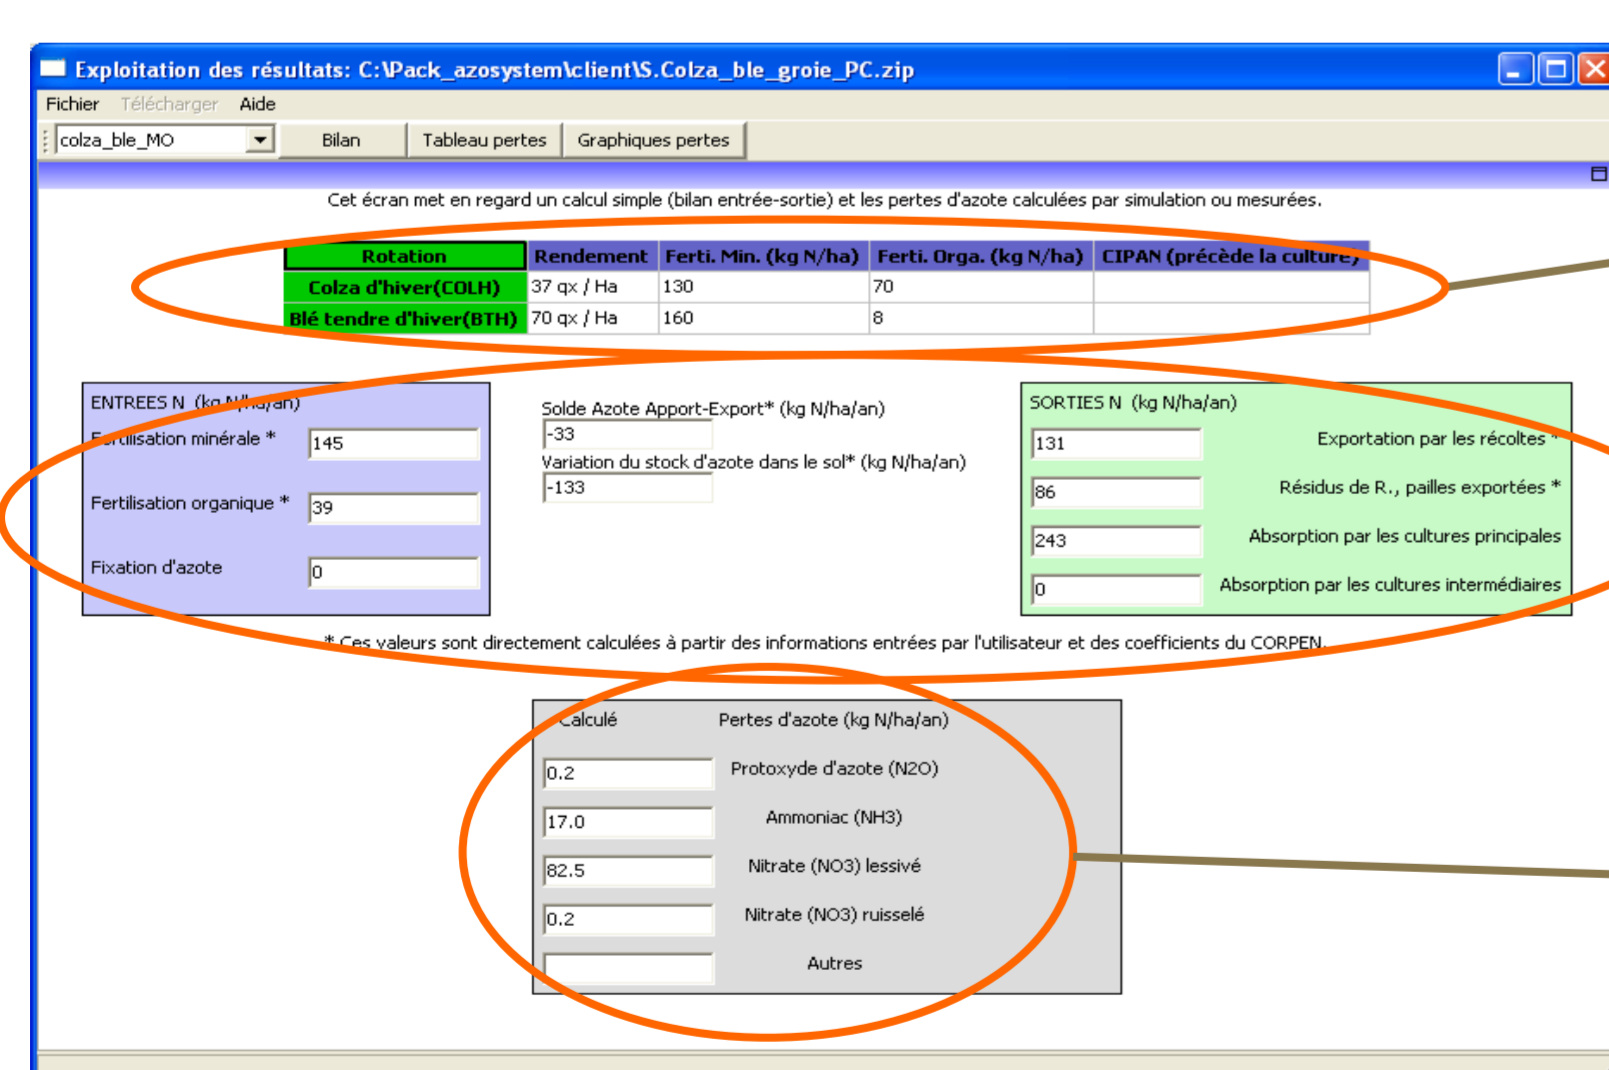 Exploitation des résultats: C:\Pack_azosystem\client\S.Colza_ble_groie_PC.zip
Fichier Télécharger Aide
colza_ble_MO Bilan Tableau pertes Graphiques pertes
Cet écran met en regard un calcul simple (bilan entrée-sortie) et les pertes d'azote calculées par simulation ou mesurées.
Rotation Rendement Ferti. Min. (kg N/ha) Ferti. Orga. (kg N/ha) CIPAN (précède la culture)
Colza d'hiver(COLH) 37 qx / Ha 130 70
Blé tendre d'hiver(BTH) 70 qx / Ha 160 8
ENTREES N (kg N/ha/an)
Fertilisation minérale * 145
Fertilisation organique * 39
Fixation d'azote 0
Solde Azote Apport-Export* (kg N/ha/an)
-33
Variation du stock d'azote dans le sol* (kg N/ha/an)
-133
SORTIES N (kg N/ha/an)
131 Exportation par les récoltes *
86 Résidus de R., pailles exportées *
243 Absorption par les cultures principales
0 Absorption par les cultures intermédiaires
* Ces valeurs sont directement calculées à partir des informations entrées par l'utilisateur et des coefficients du CORPEN.
Calculé Pertes d'azote (kg N/ha/an)
0.2 Protoxyde d'azote (N2O)
17.0 Ammoniac (NH3)
82.5 Nitrate (NO3) lessivé
0.2 Nitrate (NO3) ruisselé
Autres